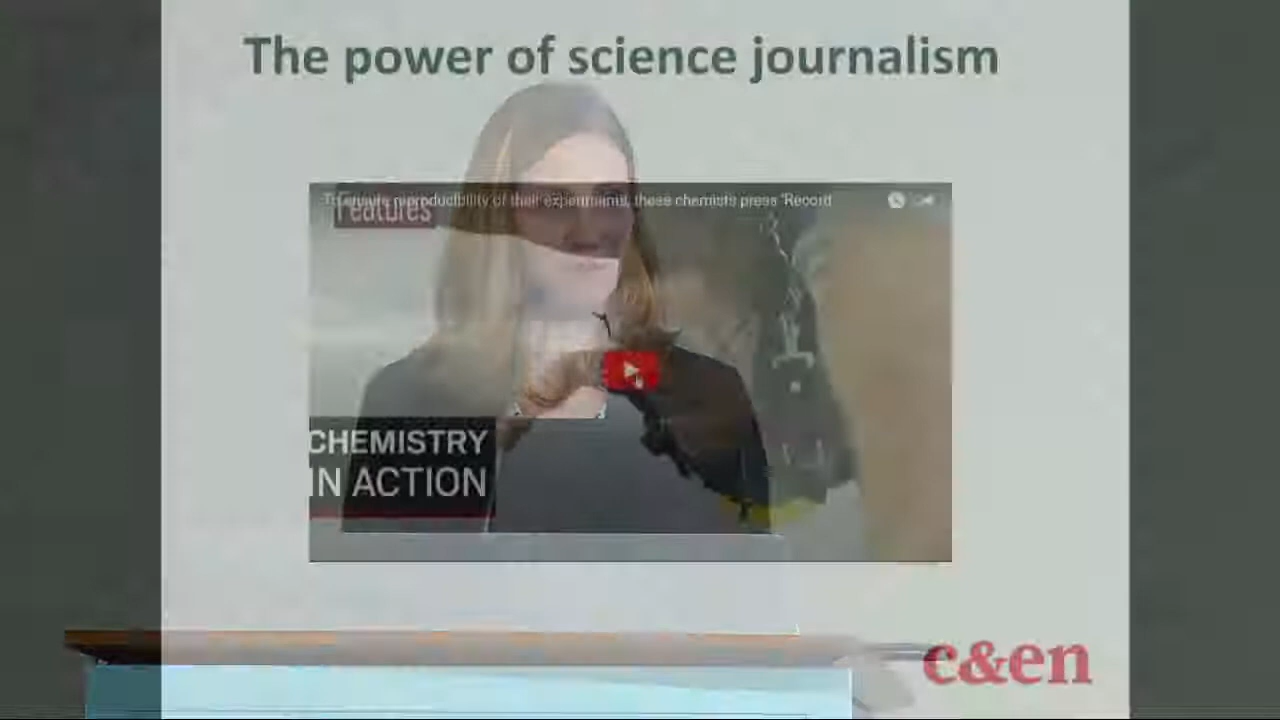 The power of science journalism
To ensure reproducibility of their experiments, these chemists press 'Record
Features
CHEMISTRY
IN ACTION
c&en